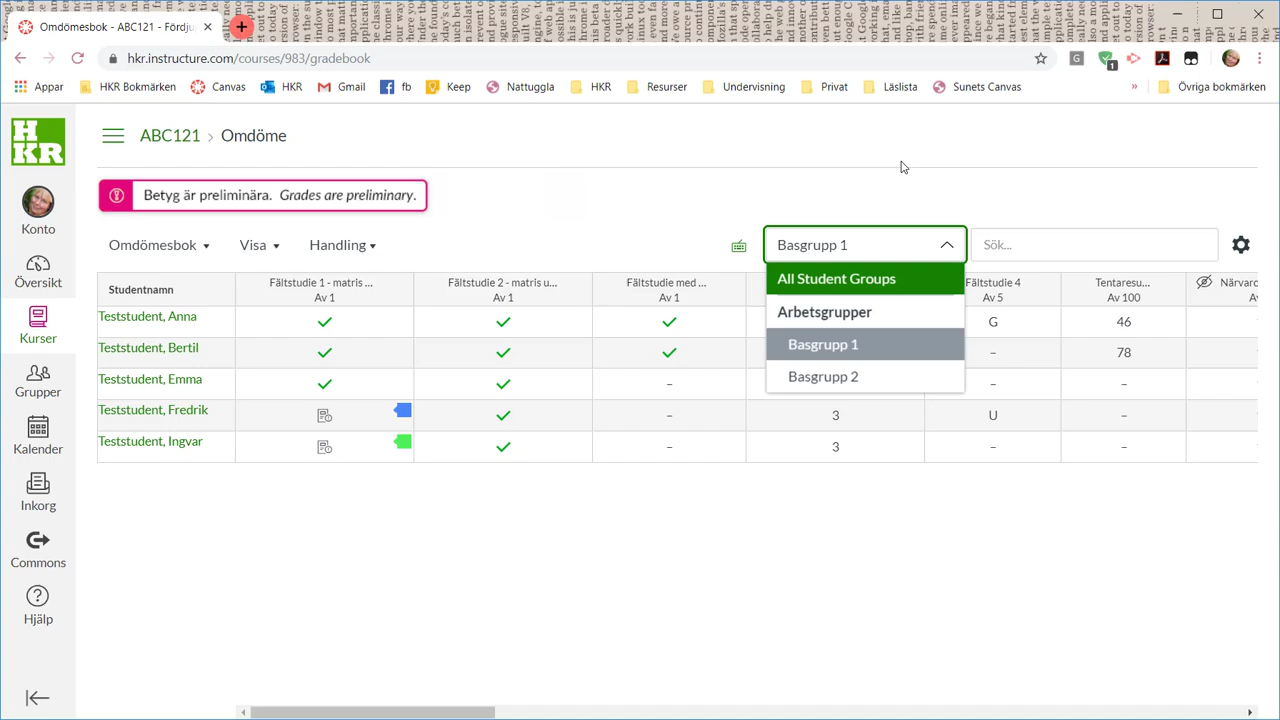 Omdömesbok - ABC121 - Fördju
hkr.instructure.com/courses/983/gradebook
G
1
Appar
HKR Bokmärken
Canvas
HKR
Gmail
fb
Keep
Nattuggla
HKR
Resurser
Undervisning
Privat
Läslista
Sunets Canvas
»
Övriga bokmärken
H
KR
Konto
Översikt
Kurser
Grupper
Kalender
Inkorg
Commons
Hjälp
ABC121 › Omdöme
Betyg är preliminära. Grades are preliminary.
Omdömesbok
Visa
Handling
Basgrupp 1
Sök...
All Student Groups
Arbetsgrupper
Basgrupp 1
Basgrupp 2
Studentnamn
Fältstudie 1 - matris ...
Av 1
Fältstudie 2 - matris u...
Av 1
Fältstudie med ...
Av 1
Fältstudie 4
Av 5
Tentaresu...
Av 100
Närvaro
Teststudent, Anna
G
46
Teststudent, Bertil
–
78
Teststudent, Emma
–
–
–
Teststudent, Fredrik
–
3
U
–
Teststudent, Ingvar
–
3
–
–